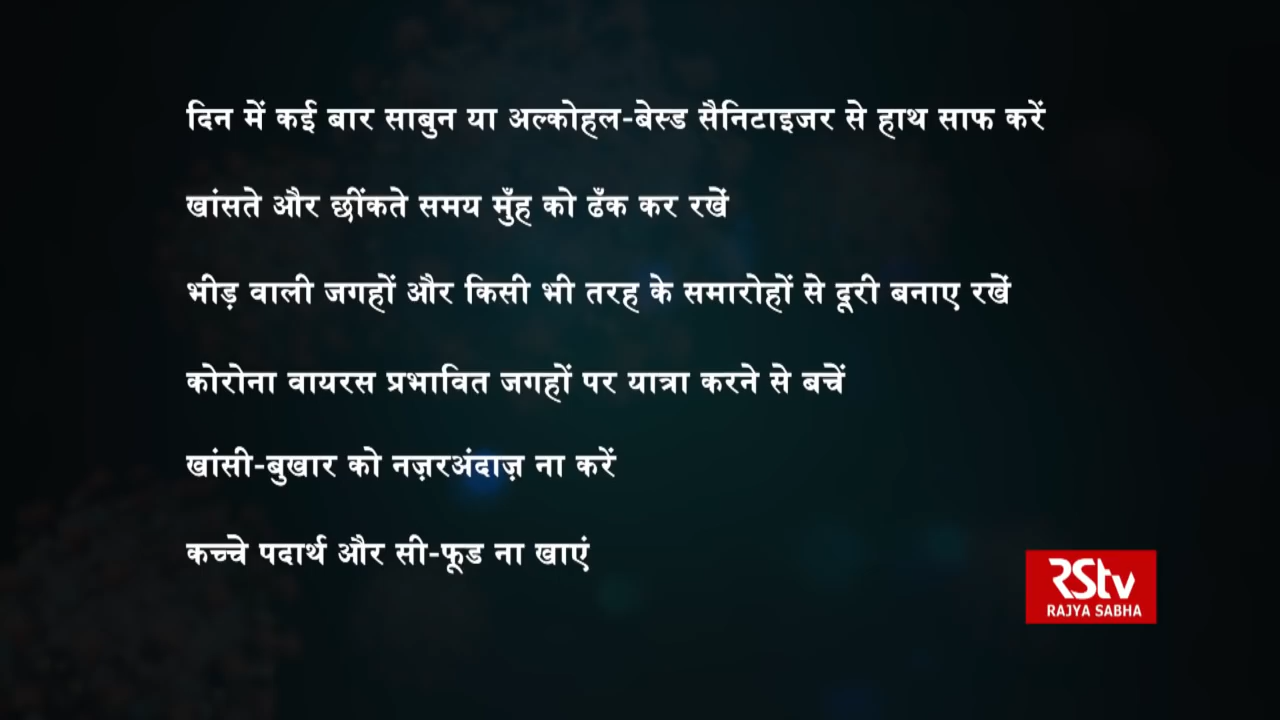 दिन में कई बार साबुन या अल्कोहल-बेस्ड सैनिटाइजर से हाथ साफ करें
खांसते और छींकते समय मुँह को ढँक कर रखें
भीड़ वाली जगहों और किसी भी तरह के समारोहों से दूरी बनाए रखें
कोरोना वायरस प्रभावित जगहों पर यात्रा करने से बचें
खांसी-बुखार को नज़रअंदाज़ ना करें
कच्चे पदार्थ और सी-फूड ना खाएं
RStv
RAJYA SABHA